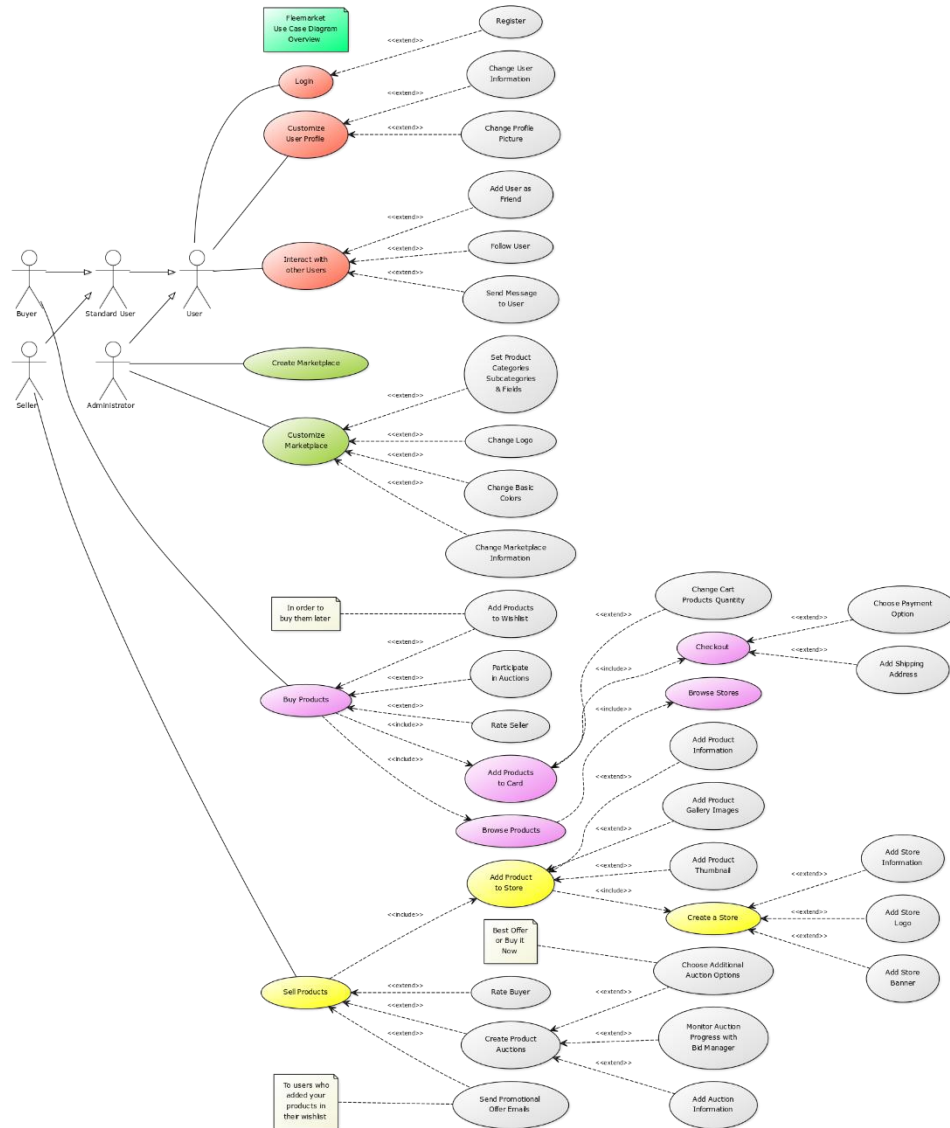 Fleemarket
Use Case Diagram
Overview
Register
<<extend>>
Login
Change User
Information
<<extend>>
Customize
User Profile
<<extend>>
Change Profile
Picture
Add User as
Friend
<<extend>>
Interact with
other Users
<<extend>>
Follow User
<<extend>>
Send Message
to User
Buyer
Standard User
User
Seller
Administrator
Create Marketplace
Set Product
Categories
Subcategories
& Fields
<<extend>>
Customize
Marketplace
<<extend>>
Change Logo
<<extend>>
Change Basic
Colors
<<extend>>
Change Marketplace
Information
In order to
buy them later
Add Products
to Wishlist
<<extend>>
Participate
in Auctions
<<extend>>
Buy Products
<<extend>>
Rate Seller
<<include>>
Add Products
to Card
<<include>>
Browse Products
Change Cart
Products Quantity
<<extend>>
Choose Payment
Option
<<extend>>
Checkout
<<include>>
<<extend>>
Add Shipping
Address
Browse Stores
<<include>>
Add Product
Information
<<extend>>
Add Product
Gallery Images
<<extend>>
Add Product
to Store
<<extend>>
Add Product
Thumbnail
<<include>>
Create a Store
Add Store
Information
<<extend>>
<<extend>>
Add Store
Logo
<<extend>>
Add Store
Banner
<<include>>
Best Offer
or Buy it
Now
Choose Additional
Auction Options
Sell Products
<<extend>>
Rate Buyer
<<extend>>
Create Product
Auctions
<<extend>>
<<extend>>
Monitor Auction
Progress with
Bid Manager
<<extend>>
Add Auction
Information
<<extend>>
Send Promotional
Offer Emails
To users who
added your
products in
their wishlist